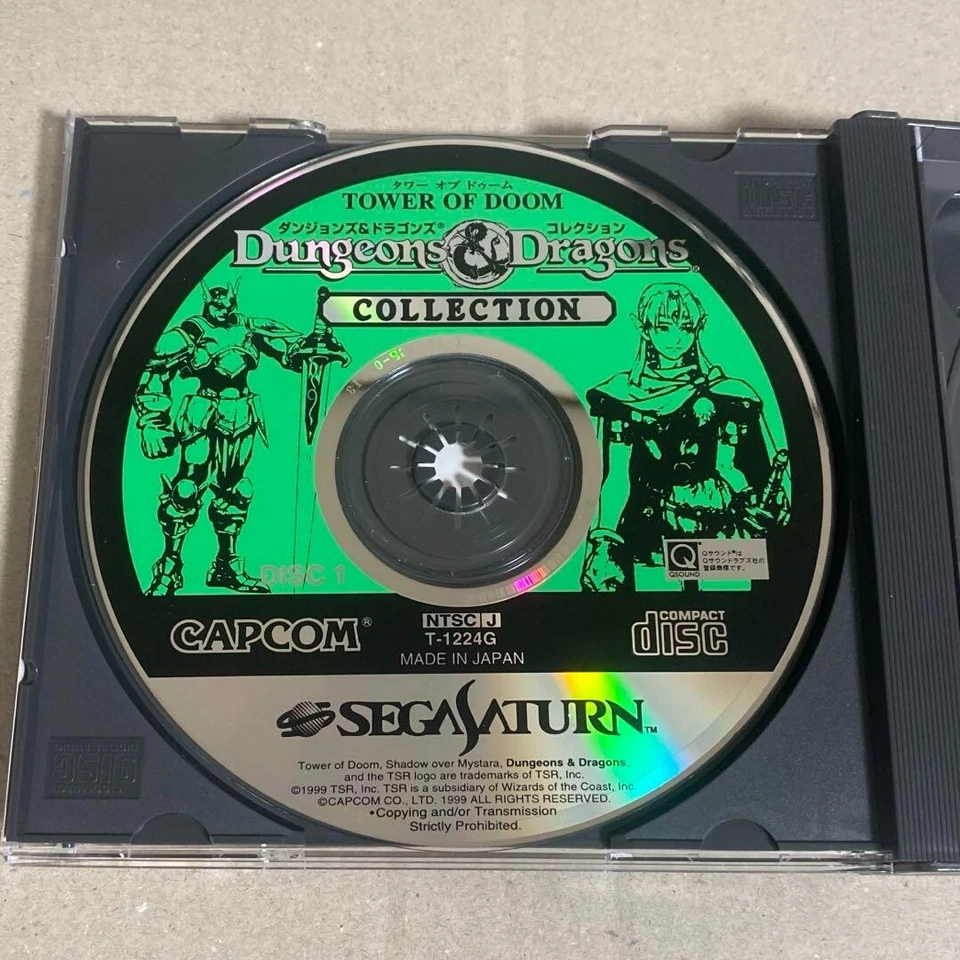 タワー オブ ドゥーム
TOWER OF DOOM
ダンジョンズ&ドラゴンズ® コレクション
Dungeons & Dragons®
COLLECTION
DISC 1
Q
QSOUND
Qサウンド®は
Qサウンドラブズ社の
登録商標です。
CAPCOM®
NTSC J
T-1224G
MADE IN JAPAN
COMPACT
disc
SEGA SATURN™
Tower of Doom, Shadow over Mystara, Dungeons & Dragons,
and the TSR logo are trademarks of TSR, Inc.
©1999 TSR, Inc. TSR is a subsidiary of Wizards of the Coast, Inc.
©CAPCOM CO., LTD. 1999 ALL RIGHTS RESERVED.
•Copying and/or Transmission
Strictly Prohibited.